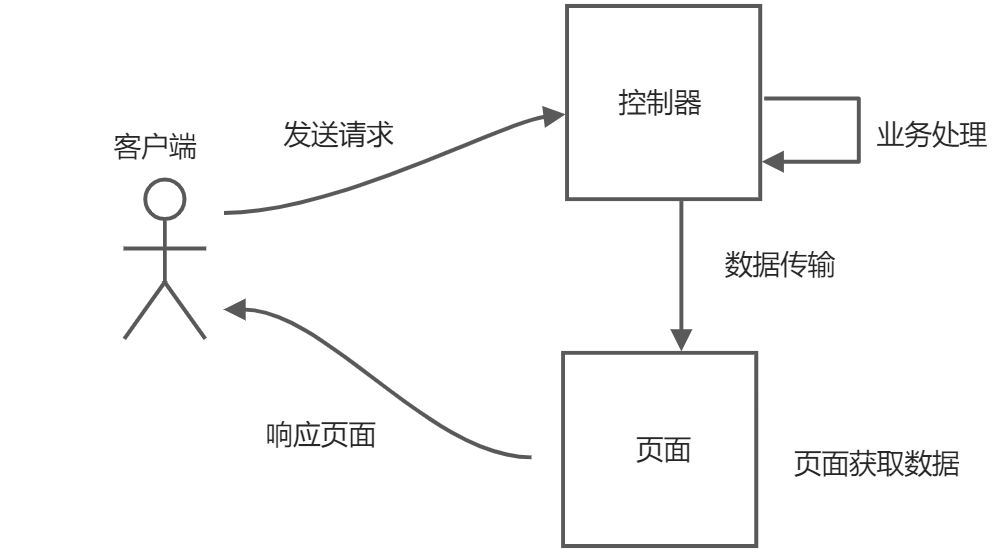 控制器
发送请求
客户端
业务处理
数据传输
响应页面
页面
页面获取数据